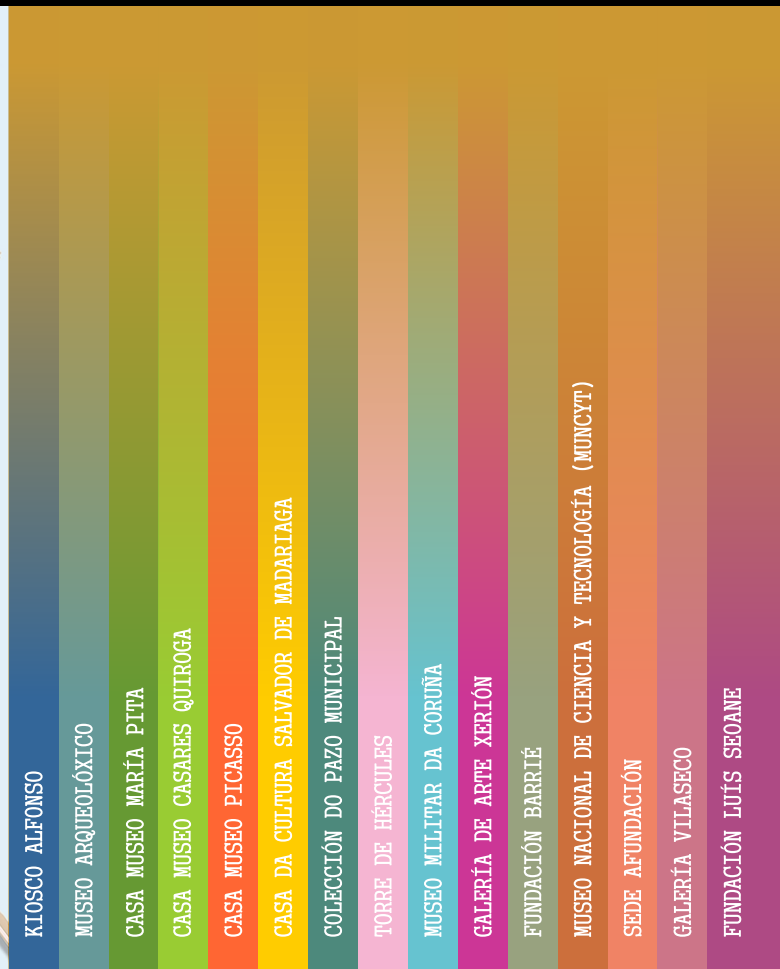 KIOSCO ALFONSO
MUSEO ARQUEOLÓXICO
CASA MUSEO MARÍA PITA
CASA MUSEO CASARES QUIROGA
CASA MUSEO PICASSO
CASA DA CULTURA SALVADOR DE MADARIAGA
COLECCIÓN DO PAZO MUNICIPAL
TORRE DE HÉRCULES
MUSEO MILITAR DA CORUÑA
GALERÍA DE ARTE XERIÓN
FUNDACIÓN BARRIÉ
MUSEO NACIONAL DE CIENCIA Y TECNOLOGÍA (MUNCYT)
SEDE AFUNDACIÓN
GALERÍA VILASECO
FUNDACIÓN LUÍS SEOANE